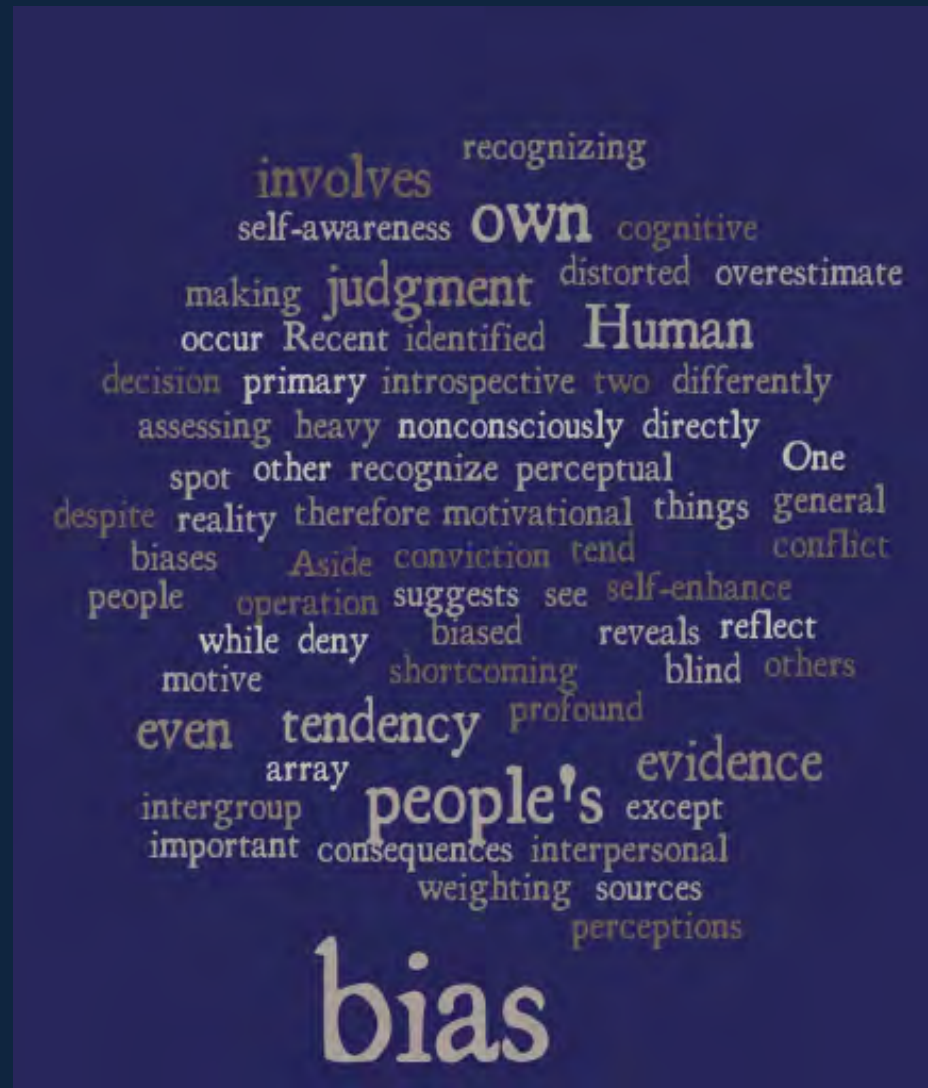 recognizing
involves
self-awareness own cognitive
making judgment distorted overestimate
occur Recent identified Human
decision primary introspective two differently
assessing heavy nonconsciously directly
spot other recognize perceptual One
despite reality therefore motivational things general
biases Aside conviction tend conflict
people operation suggests see self-enhance
while deny biased reveals reflect
motive shortcoming blind others
even tendency profound
array evidence
intergroup people's except
important consequences interpersonal
weighting sources
perceptions
bias